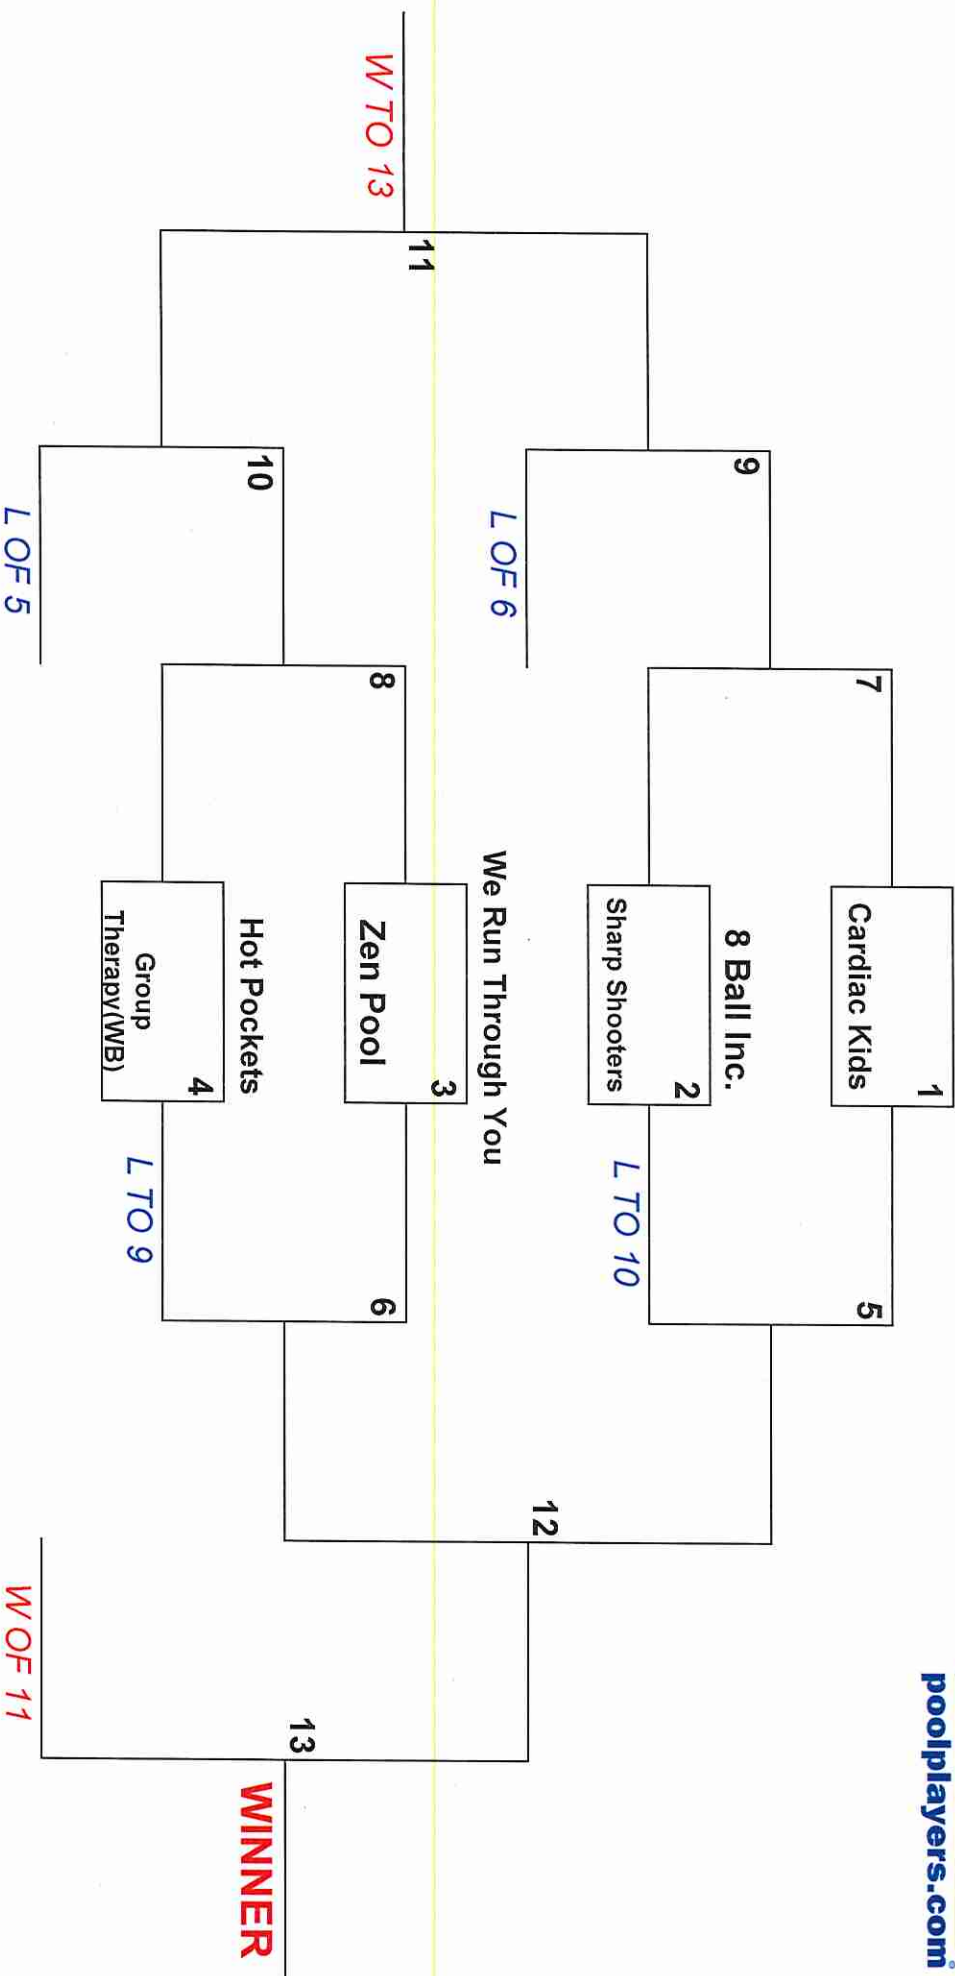 poolplayers.com
Cardiac Kids
1
7
5
9
8 Ball Inc.
2
Sharp Shooters
L TO 10
L OF 6
12
We Run Through You
11
3
Zen Pool
8
6
W TO 13
10
13
Hot Pockets
WINNER
4
Group
Therapy(WB)
L TO 9
L OF 5
W OF 11